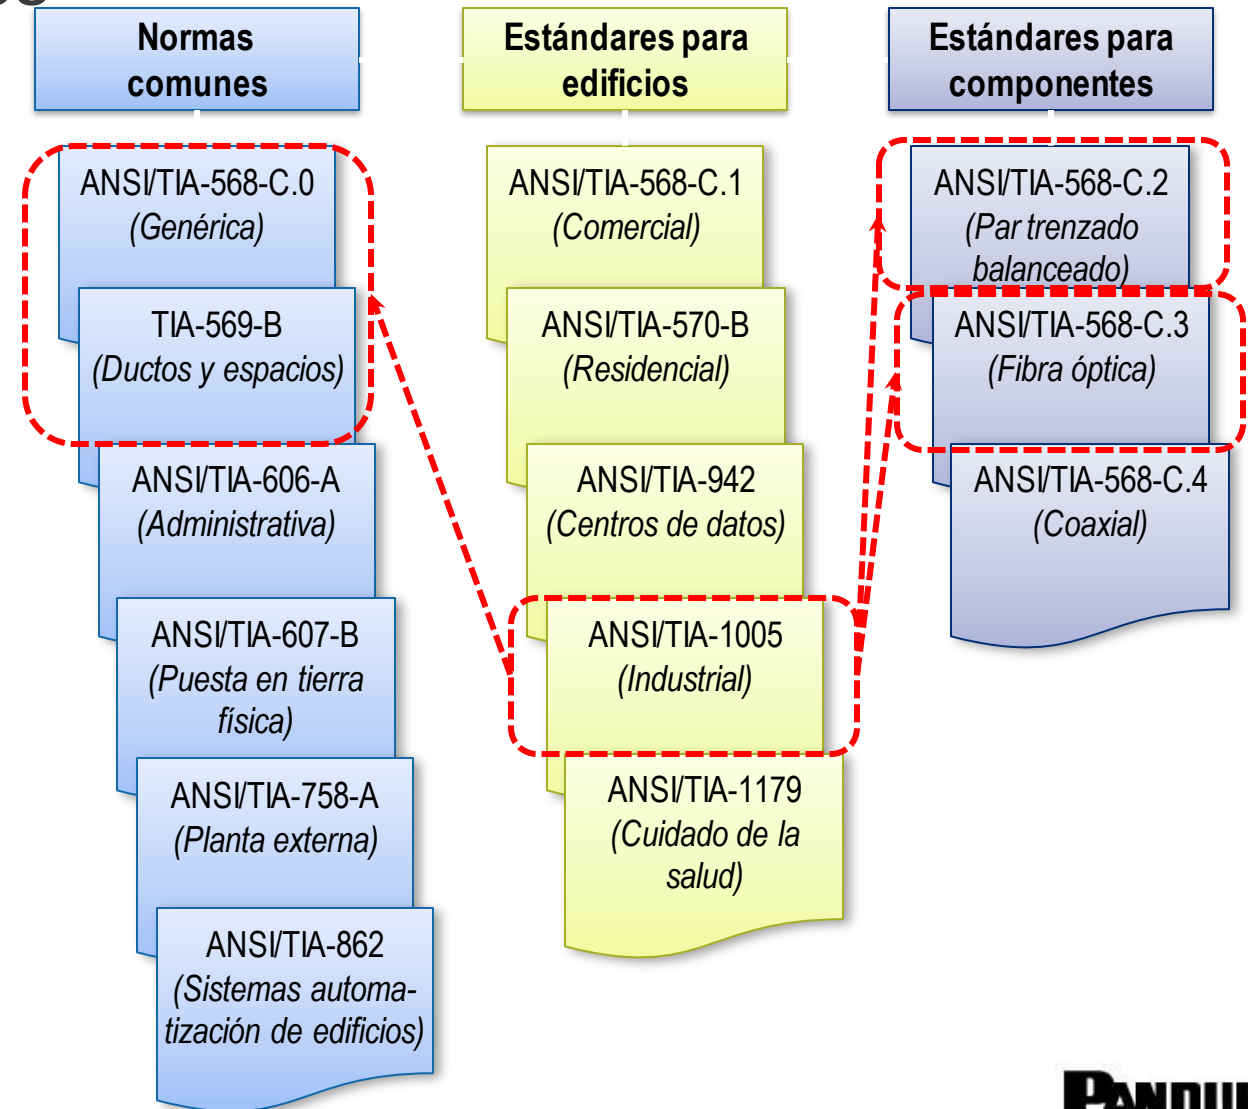 Normas
comunes
ANSI/TIA-568-C.0
(Genérica)
TIA-569-B
(Ductos y espacios)
ANSI/TIA-606-A
(Administrativa)
ANSI/TIA-607-B
(Puesta en tierra
física)
ANSI/TIA-758-A
(Planta externa)
ANSI/TIA-862
(Sistemas automa-
tización de edificios)
Estándares para
edificios
ANSI/TIA-568-C.1
(Comercial)
ANSI/TIA-570-B
(Residencial)
ANSI/TIA-942
(Centros de datos)
ANSI/TIA-1005
(Industrial)
ANSI/TIA-1179
(Cuidado de la
salud)
Estándares para
componentes
ANSI/TIA-568-C.2
(Par trenzado
balanceado)
ANSI/TIA-568-C.3
(Fibra óptica)
ANSI/TIA-568-C.4
(Coaxial)